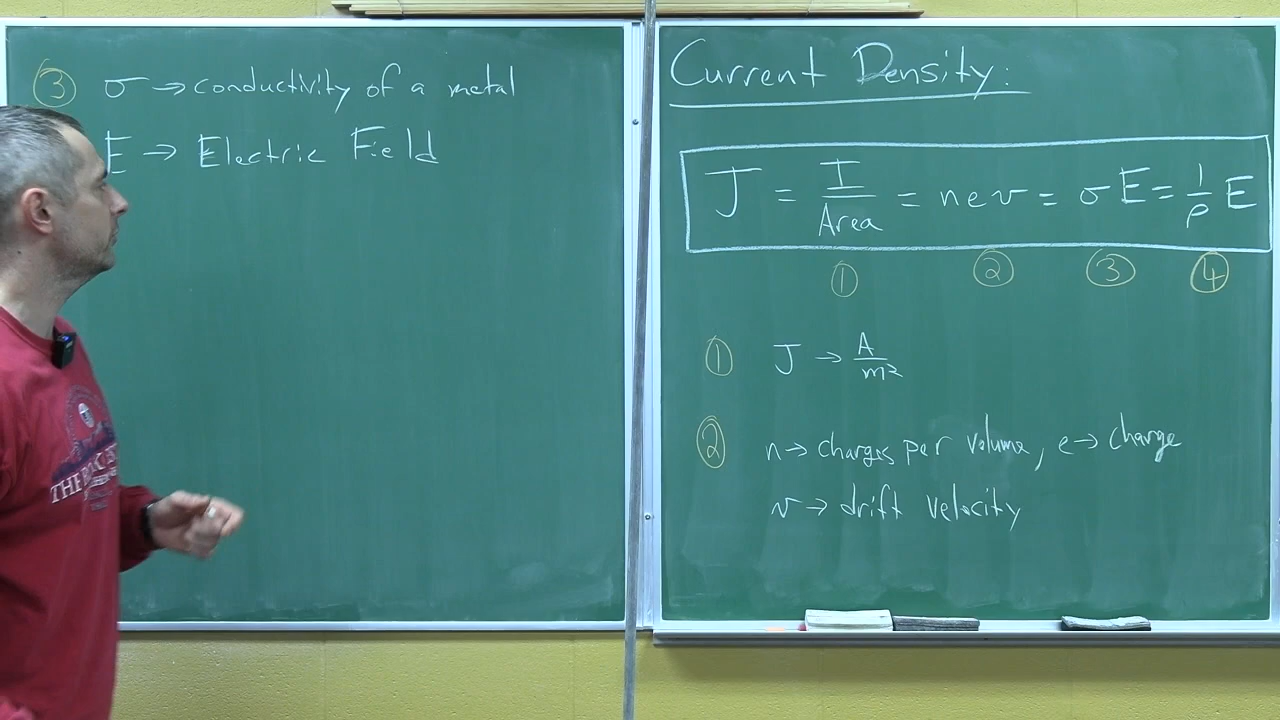 ③ σ → conductivity of a metal
E → Electric Field
Current Density:
J = I/Area = nev = σE = 1/ρ E
① ② ③ ④
① J → A/m²
② n → charges per volume, e → charge
v → drift velocity
THE